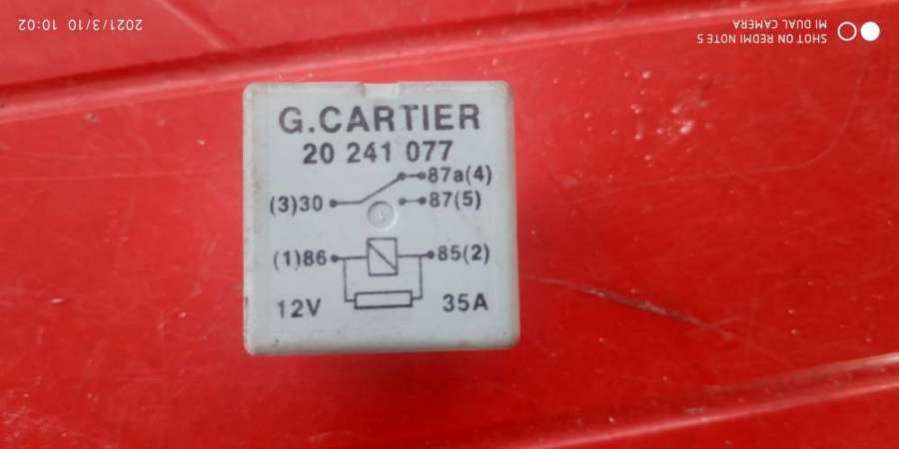 G.CARTIER
20 241 077
87a(4)
(3)30 87(5)
(1)86 85(2)
12V 35A
SHOT ON REDMI NOTE 5
MI DUAL CAMERA
2021/3/10 10:02